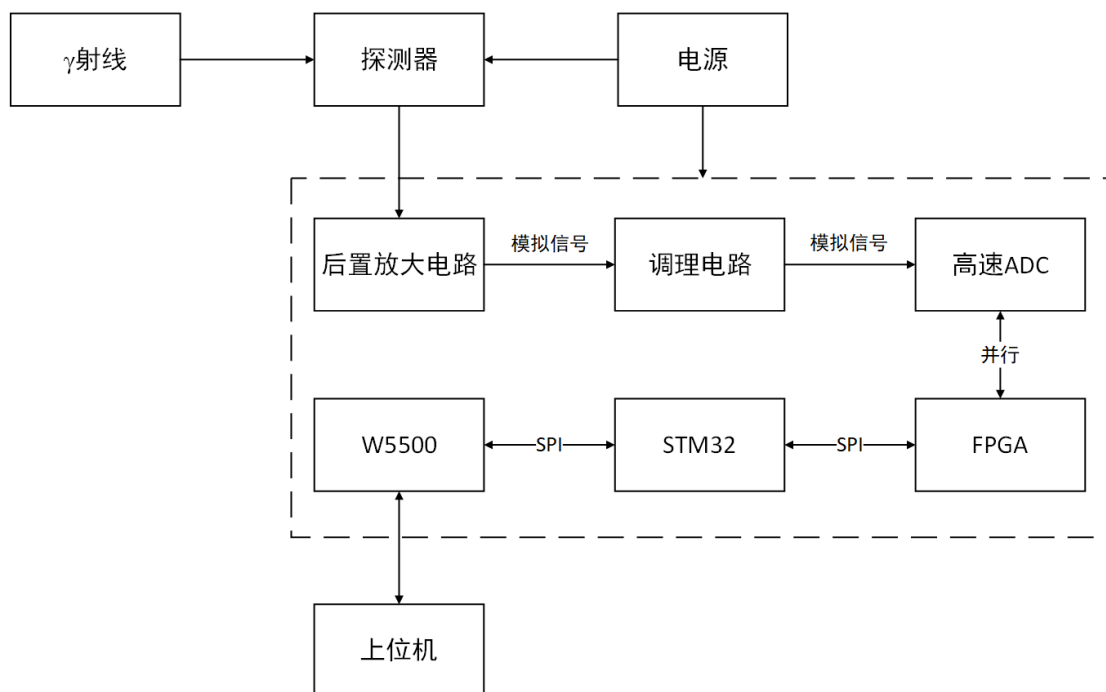 γ射线
探测器
电源
后置放大电路
模拟信号
调理电路
模拟信号
高速ADC
并行
W5500
SPI
STM32
SPI
FPGA
上位机